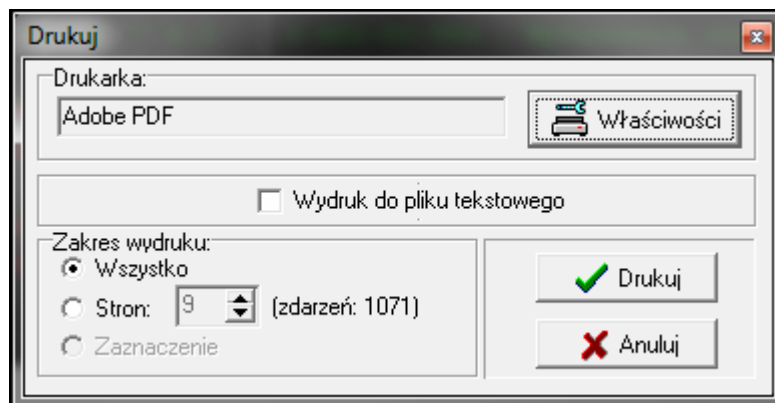 Drukuj
Drukarka:
Adobe PDF
Właściwości
Wydruk do pliku tekstowego
Zakres wydruku:
Wszystko
Stron: 9 (zdarzeń: 1071)
Zaznaczenie
Drukuj
Anuluj